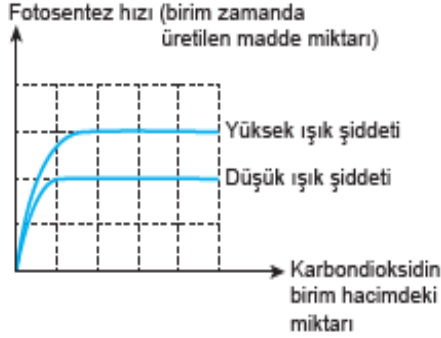 Fotosentez hızı (birim zamanda
üretilen madde miktarı)
Yüksek ışık şiddeti
Düşük ışık şiddeti
Karbondioksidin
birim hacimdeki
miktarı